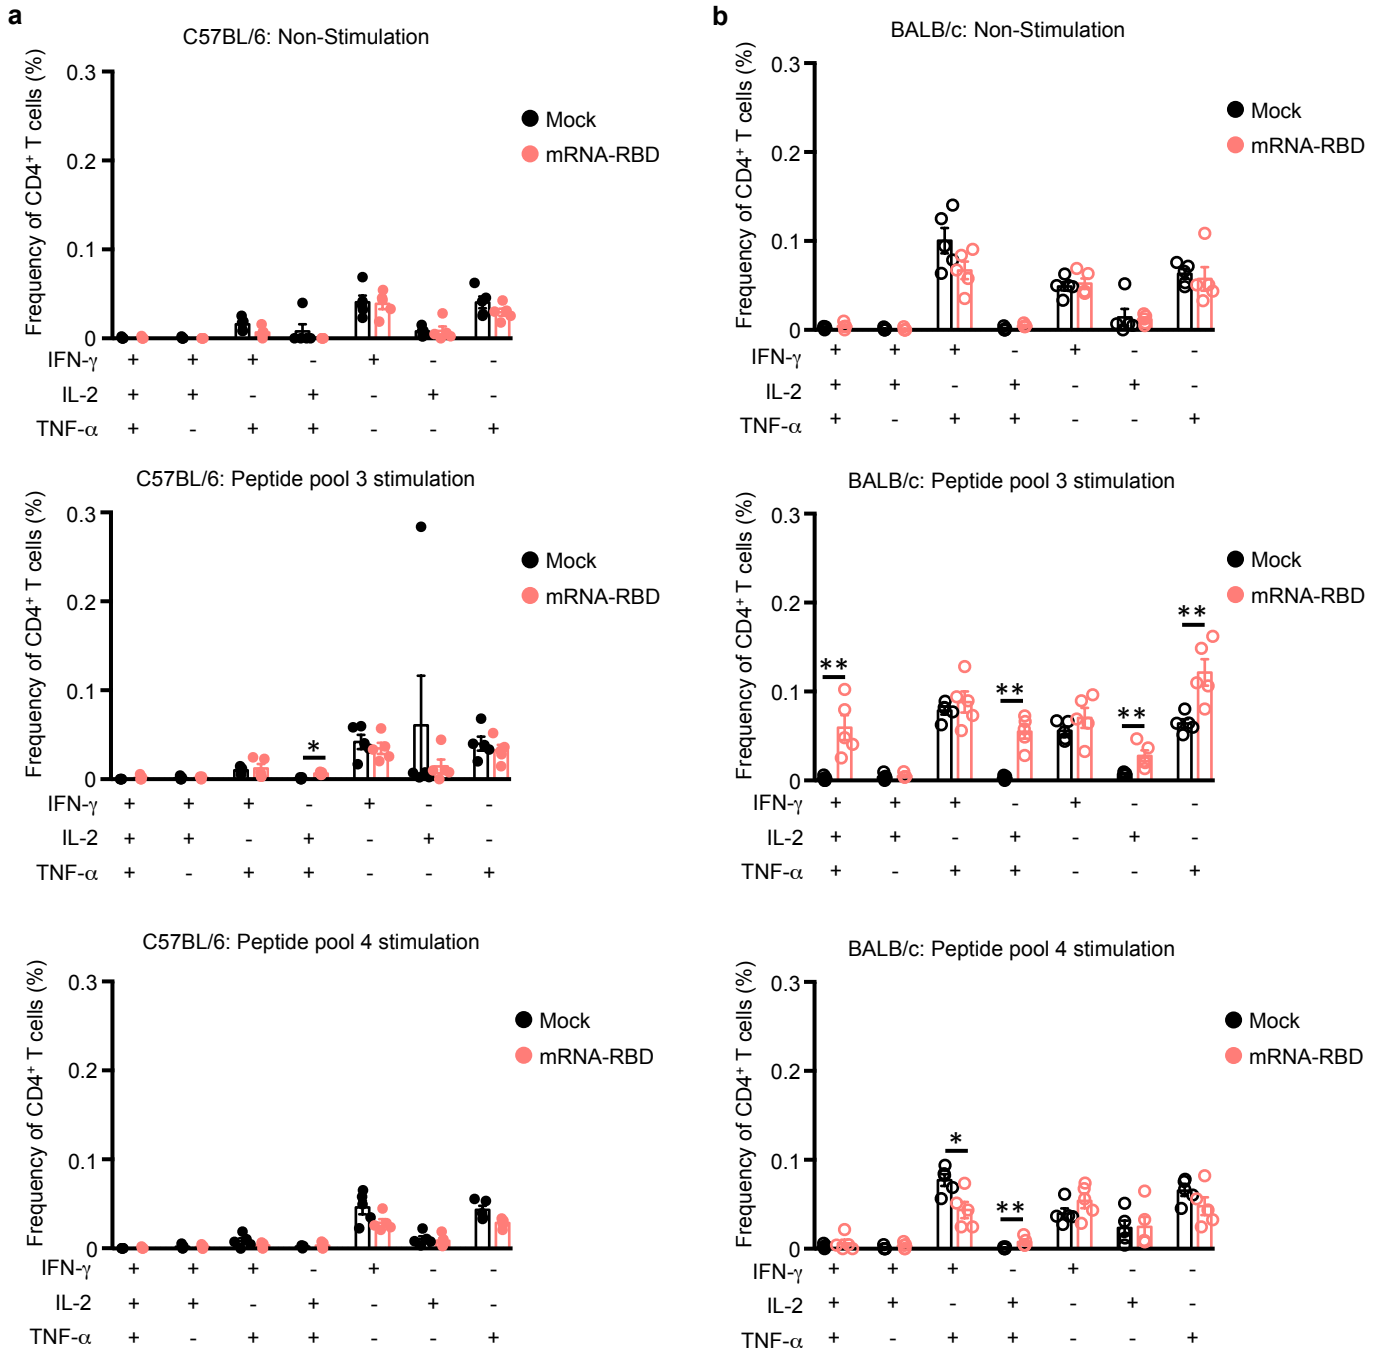 a
C57BL/6: Non-Stimulation
Frequency of CD4⁺ T cells (%)
0.3
0.2
0.1
0
Mock
mRNA-RBD
IFN-γ + + + - + - -
IL-2 + + - + - + -
TNF-α + - + + - - +
C57BL/6: Peptide pool 3 stimulation
Frequency of CD4⁺ T cells (%)
0.3
0.2
0.1
0
Mock
mRNA-RBD
*
IFN-γ + + + - + - -
IL-2 + + - + - + -
TNF-α + - + + - - +
C57BL/6: Peptide pool 4 stimulation
Frequency of CD4⁺ T cells (%)
0.3
0.2
0.1
0
Mock
mRNA-RBD
IFN-γ + + + - + - -
IL-2 + + - + - + -
TNF-α + - + + - - +
b
BALB/c: Non-Stimulation
Frequency of CD4⁺ T cells (%)
0.3
0.2
0.1
0
Mock
mRNA-RBD
IFN-γ + + + - + - -
IL-2 + + - + - + -
TNF-α + - + + - - +
BALB/c: Peptide pool 3 stimulation
Frequency of CD4⁺ T cells (%)
0.3
0.2
0.1
0
Mock
mRNA-RBD
** ** ** **
IFN-γ + + + - + - -
IL-2 + + - + - + -
TNF-α + - + + - - +
BALB/c: Peptide pool 4 stimulation
Frequency of CD4⁺ T cells (%)
0.3
0.2
0.1
0
Mock
mRNA-RBD
* **
IFN-γ + + + - + - -
IL-2 + + - + - + -
TNF-α + - + + - - +